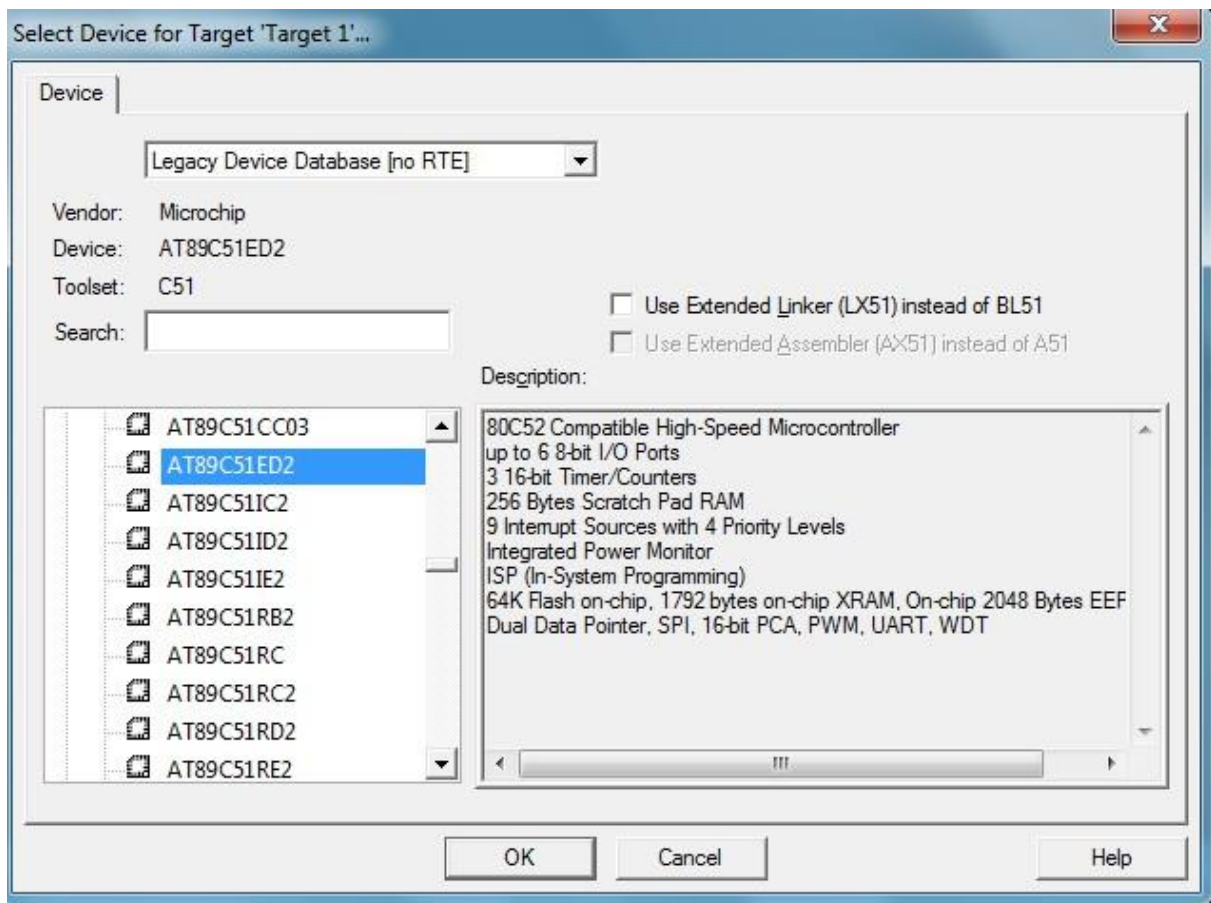 Select Device for Target 'Target 1'...
Device
Legacy Device Database [no RTE]
Vendor: Microchip
Device: AT89C51ED2
Toolset: C51
Search:
Use Extended Linker (LX51) instead of BL51
Use Extended Assembler (AX51) instead of A51
Description:
AT89C51CC03
AT89C51ED2
AT89C51IC2
AT89C51ID2
AT89C51IE2
AT89C51RB2
AT89C51RC
AT89C51RC2
AT89C51RD2
AT89C51RE2
80C52 Compatible High-Speed Microcontroller
up to 6 8-bit I/O Ports
3 16-bit Timer/Counters
256 Bytes Scratch Pad RAM
9 Interrupt Sources with 4 Priority Levels
Integrated Power Monitor
ISP (In-System Programming)
64K Flash on-chip, 1792 bytes on-chip XRAM, On-chip 2048 Bytes EEF
Dual Data Pointer, SPI, 16-bit PCA, PWM, UART, WDT
OK
Cancel
Help